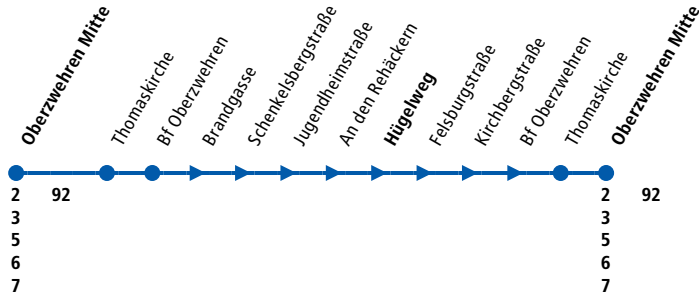 Oberzwehren Mitte
Thomaskirche
Bf Oberzwehren
Brandgasse
Schenkelsbergstraße
Jugendheimstraße
An den Rehäckern
Hügelweg
Felsburgstraße
Kirchbergstraße
Bf Oberzwehren
Thomaskirche
Oberzwehren Mitte
2 92 2 92
3 3
5 5
6 6
7 7